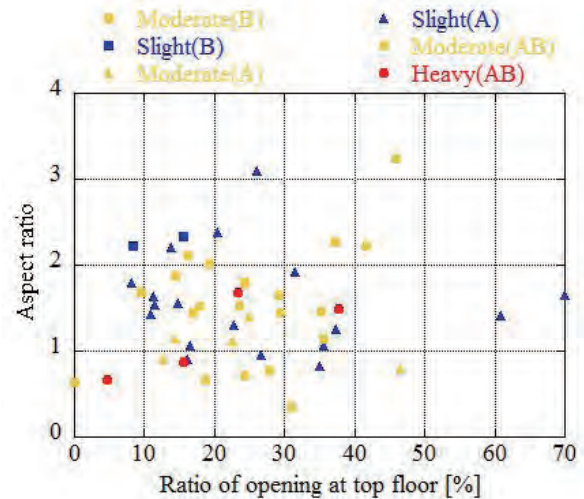 Moderate(B) Slight(A)
Slight(B) Moderate(AB)
Moderate(A) Heavy(AB)
4
3
2
1
0
Aspect ratio
0 10 20 30 40 50 60 70
Ratio of opening at top floor [%]